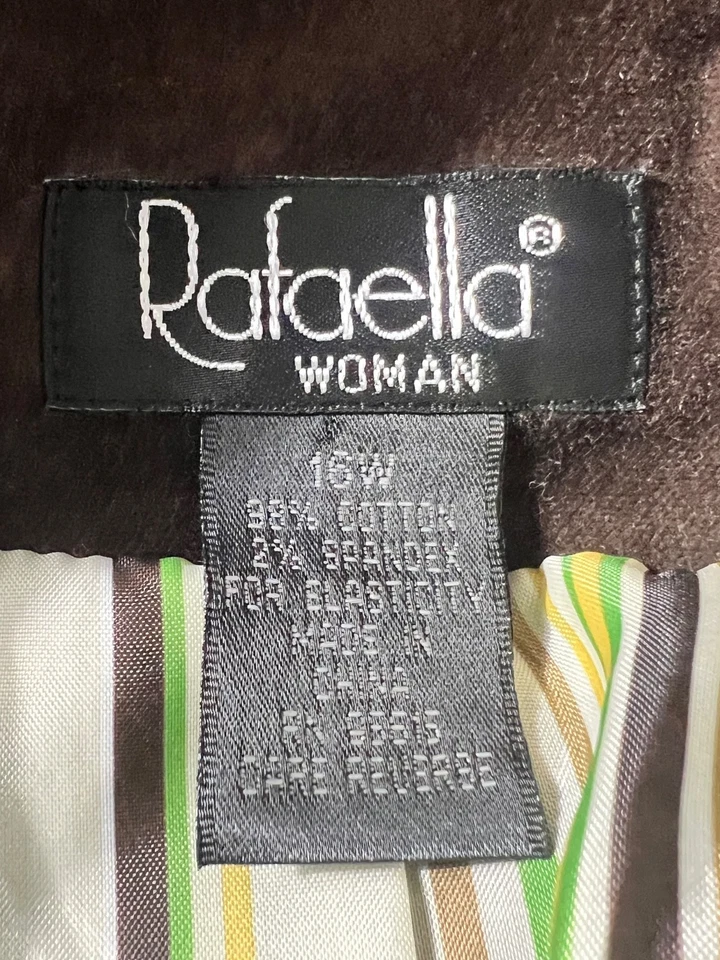 Rafaella®
WOMAN
16W
98% COTTON
2% SPANDEX
FOR ELASTICITY
MADE IN
CHINA
RN
CARE REVERSE